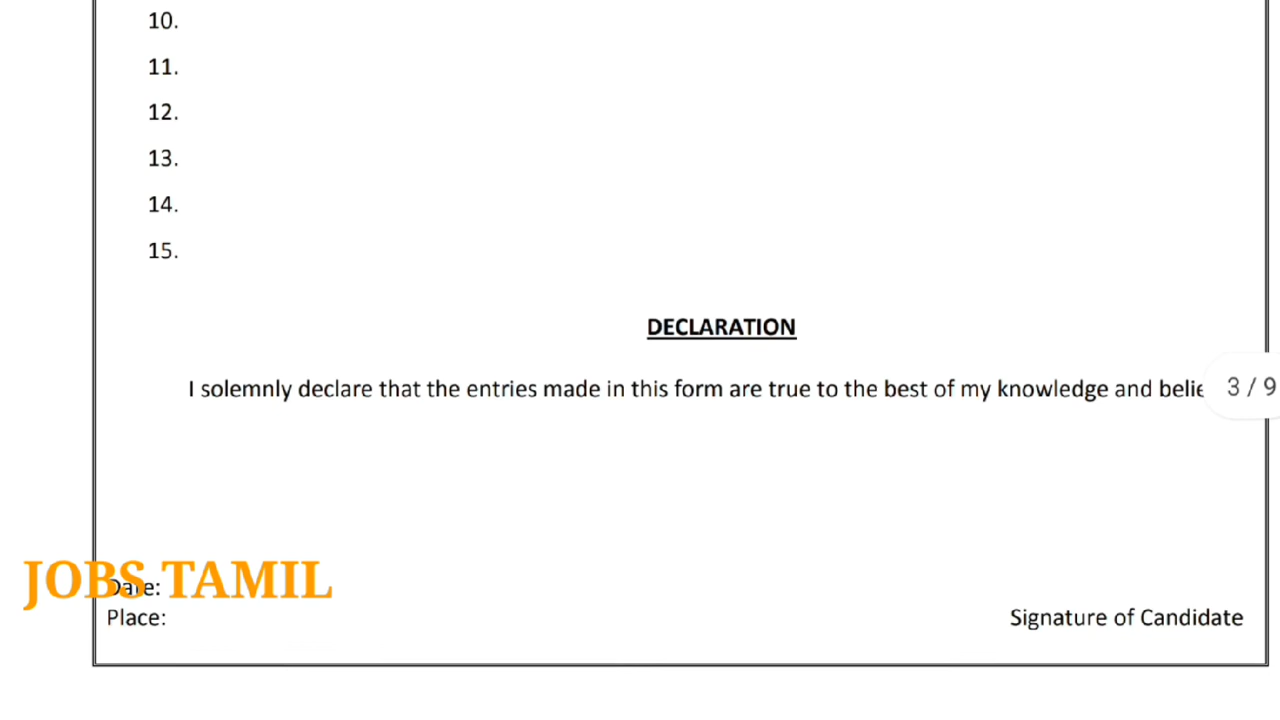 10.
11.
12.
13.
14.
15.
DECLARATION
I solemnly declare that the entries made in this form are true to the best of my knowledge and
3 / 9
JOBS TAMIL
Date:
Place:
Signature of Candidate